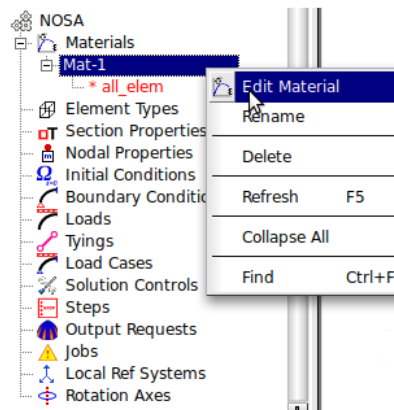 NOSA
Materials
Mat-1
* all_elem
Element Types
Section Properties
Nodal Properties
Initial Conditions
Boundary Conditic
Loads
Tyings
Load Cases
Solution Controls
Steps
Output Requests
Jobs
Local Ref Systems
Rotation Axes
Edit Material
Rename
Delete
Refresh F5
Collapse All
Find Ctrl+F